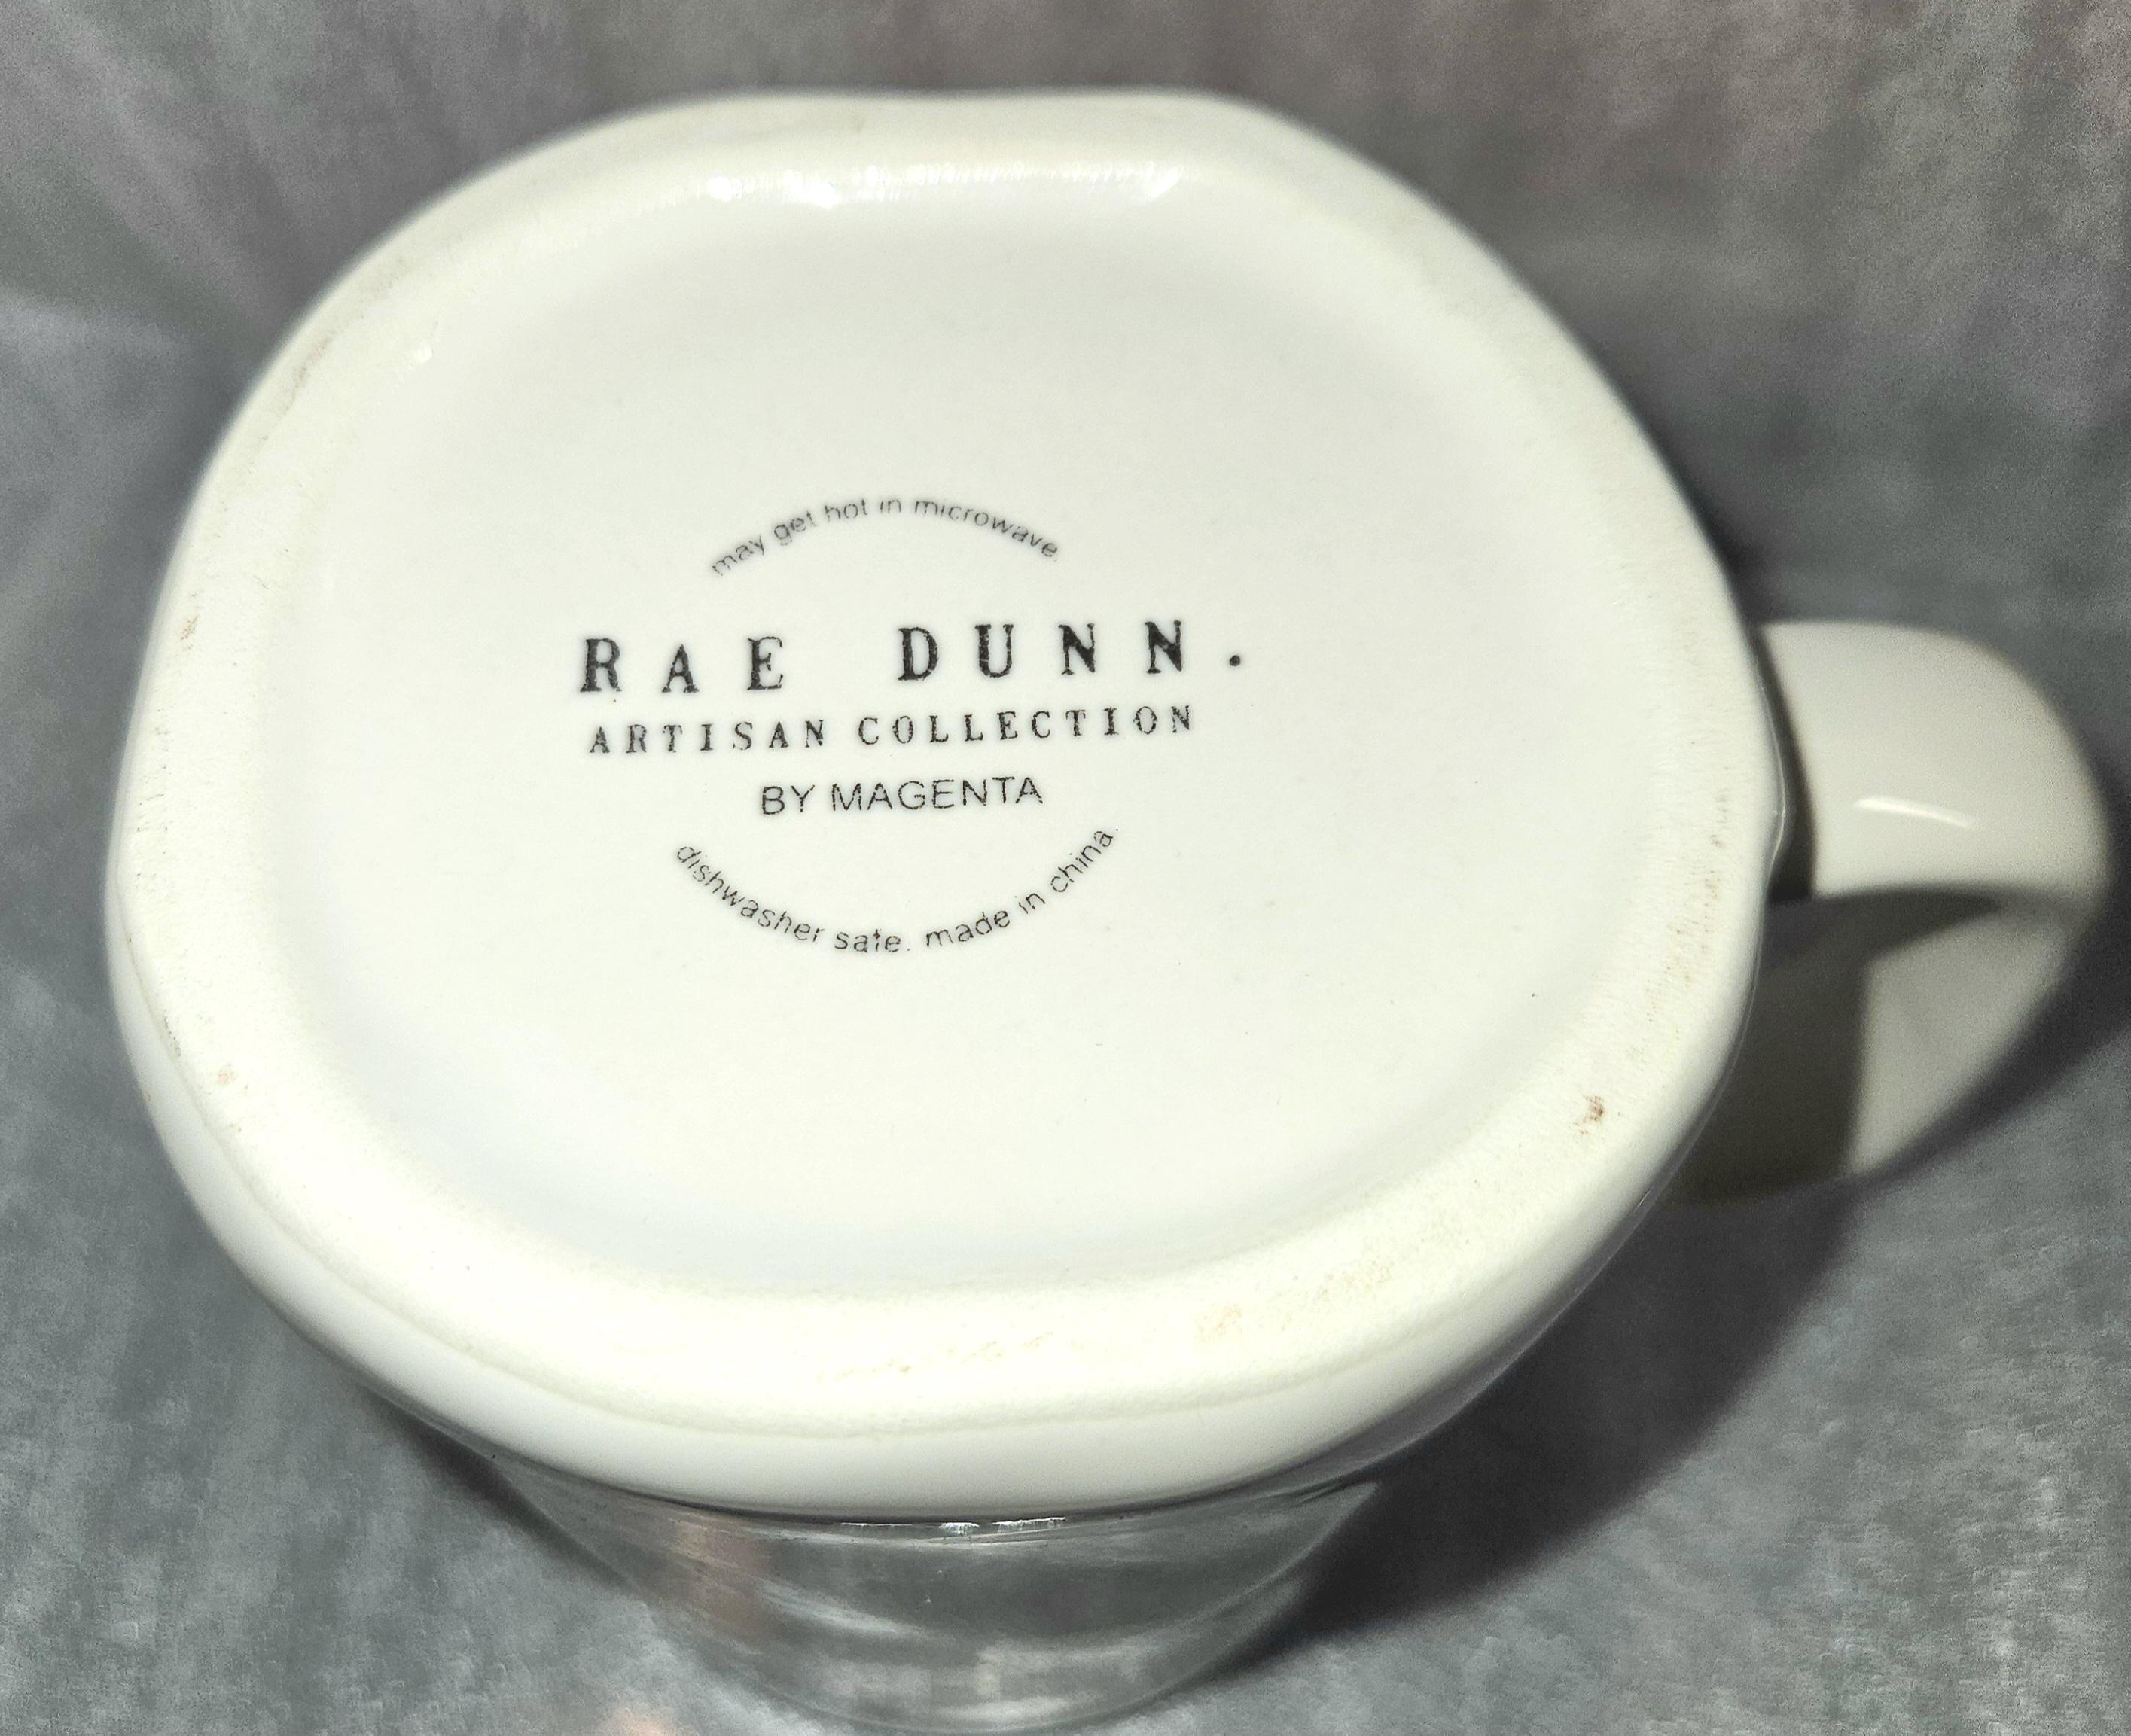 may get hot in microwave.
RAE DUNN.
ARTISAN COLLECTION
BY MAGENTA
dishwasher safe. made in china.